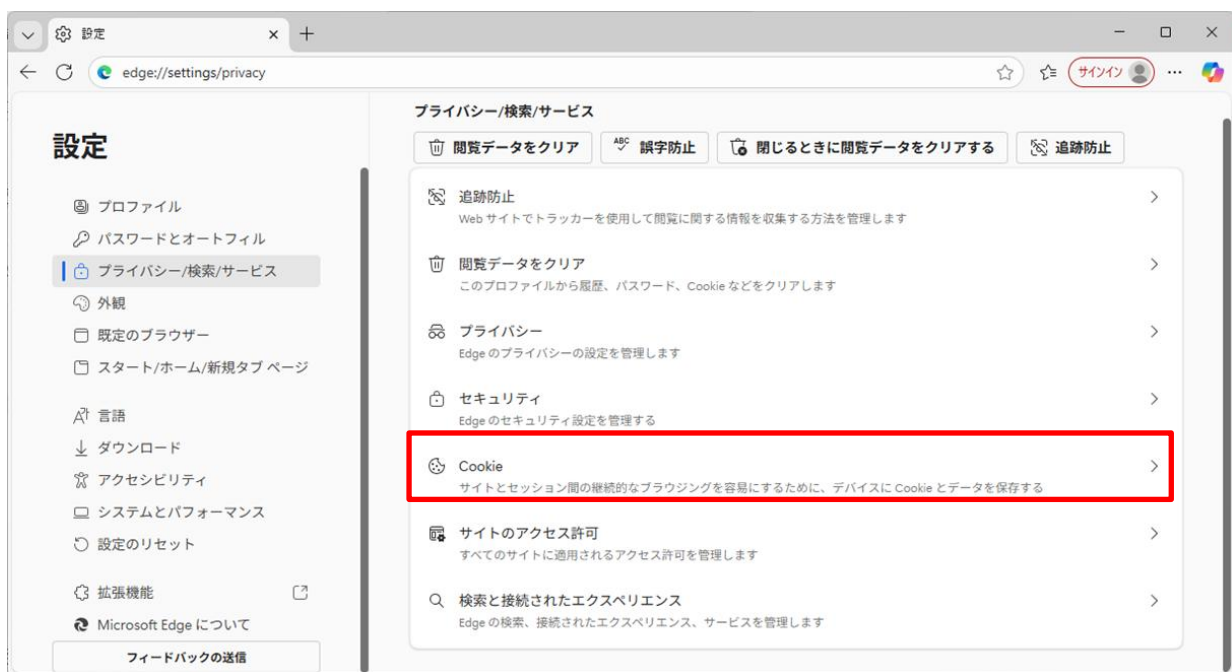 設定
edge://settings/privacy
サインイン
設定
プロファイル
パスワードとオートフィル
プライバシー/検索/サービス
外観
既定のブラウザー
スタート/ホーム/新規タブ ページ
言語
ダウンロード
アクセシビリティ
システムとパフォーマンス
設定のリセット
拡張機能
Microsoft Edge について
フィードバックの送信
プライバシー/検索/サービス
閲覧データをクリア
ABC 誤字防止
閉じるときに閲覧データをクリアする
追跡防止
追跡防止
Web サイトでトラッカーを使用して閲覧に関する情報を収集する方法を管理します
閲覧データをクリア
このプロファイルから履歴、パスワード、Cookie などをクリアします
プライバシー
Edge のプライバシーの設定を管理します
セキュリティ
Edge のセキュリティ設定を管理する
Cookie
サイトとセッション間の継続的なブラウジングを容易にするために、デバイスに Cookie とデータを保存する
サイトのアクセス許可
すべてのサイトに適用されるアクセス許可を管理します
検索と接続されたエクスペリエンス
Edge の検索、接続されたエクスペリエンス、サービスを管理します